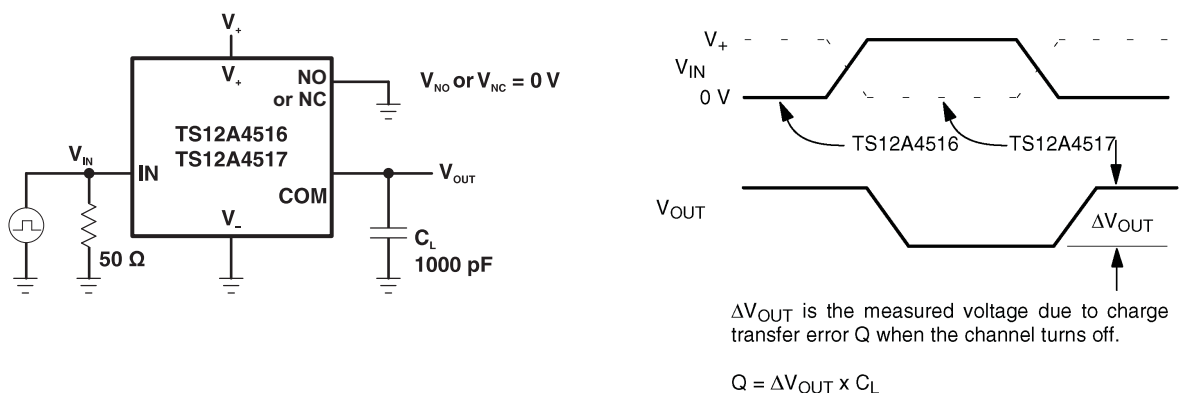 V+
V+
NO
or NC
VNO or VNC = 0 V
TS12A4516
TS12A4517
VIN
IN
VOUT
COM
V–
CL
1000 pF
50 Ω
V+
VIN
0 V
TS12A4516
TS12A4517
VOUT
ΔVOUT
ΔVOUT is the measured voltage due to charge
transfer error Q when the channel turns off.
Q = ΔVOUT x CL